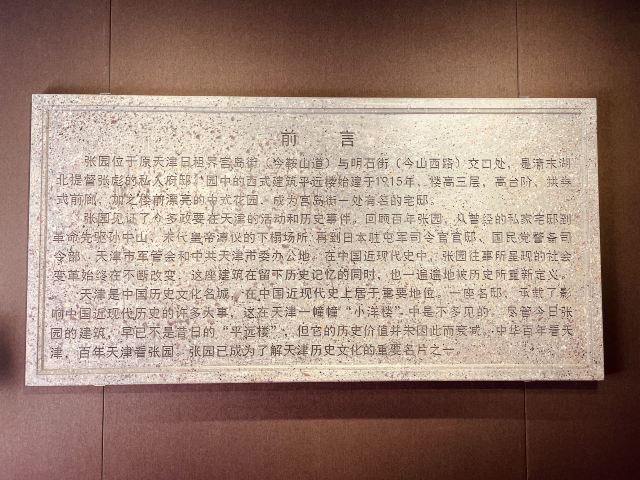 前 言
张园位于原天津日租界宫岛街（今鞍山道）与明石街（今山西路）交口处，是清末湖
北提督张彪的私人府邸，园中的西式建筑平远楼始建于1915年，楼高三层，高台阶、拱券
式前廊，加之楼前漂亮的中式花园，成为宫岛街一处有名的宅邸。
张园见证了众多政要在天津的活动和历史事件。回顾百年张园，从曾经的私家宅邸到
革命先驱孙中山、末代皇帝溥仪的下榻场所，再到日本驻屯军司令官官邸、国民党警备司
令部、天津市军管会和中共天津市委办公地。在中国近现代史中，张园往事所呈现的社会
变革始终在不断改变，这座建筑在留下历史记忆的同时，也一遍遍地被历史所重新定义。
天津是中国历史文化名城，在中国近现代史上居于重要地位。一座名邸，承载了影
响中国近现代历史的许多大事，这在天津一幢幢“小洋楼”中是不多见的。尽管今日张
园的建筑，早已不是昔日的“平远楼”，但它的历史价值并未因此而衰减。中华百年看天
津，百年天津看张园。张园已成为了解天津历史文化的重要名片之一。